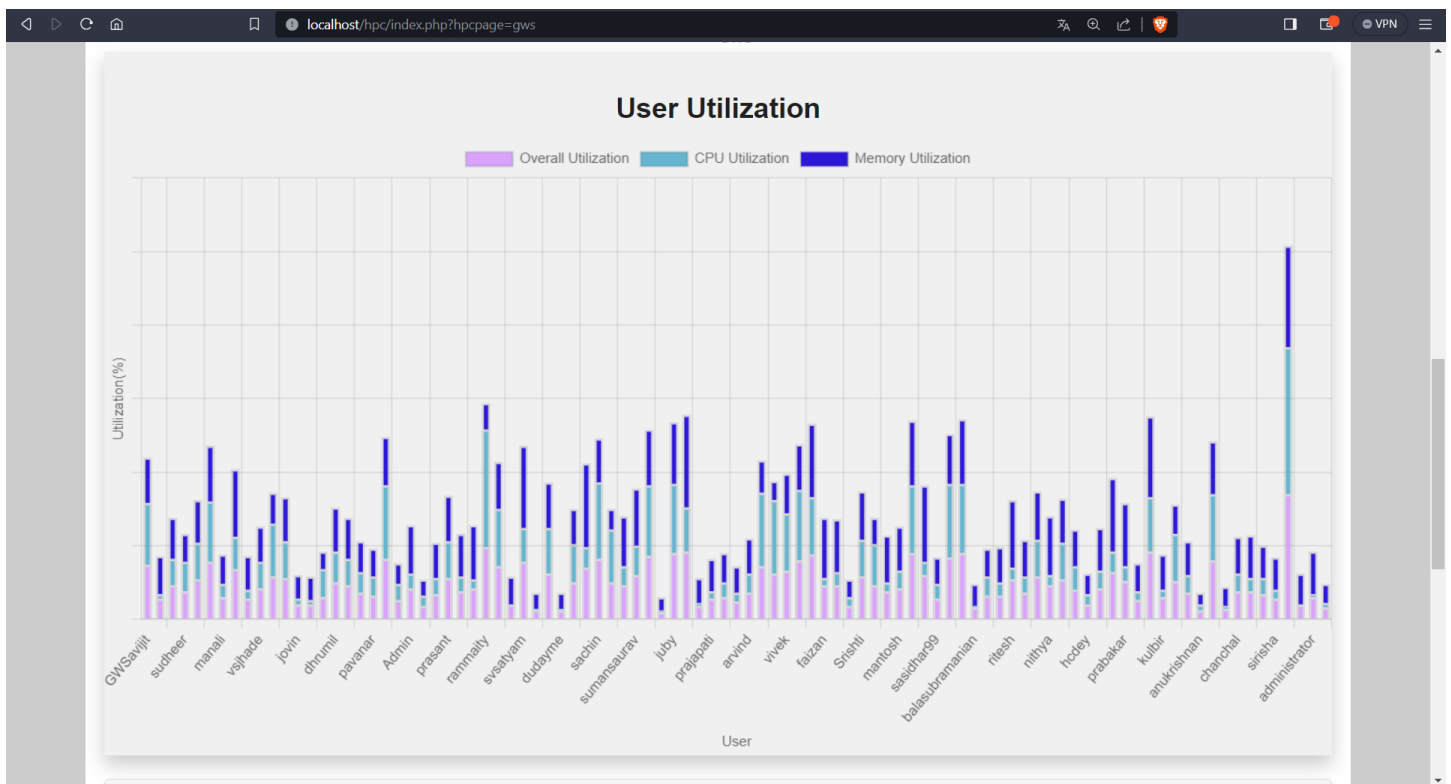 localhost/hpc/index.php?hpcpage=gws
VPN
User Utilization
Overall Utilization CPU Utilization Memory Utilization
Utilization(%)
GWSavijit sudheer manali vsjhade jovin dhrumil pavanar Admin prasant rammaity svsatyam dudayme sachin sumansaurav juby prajapati arvind vivek faizan Srishti mantosh sasidhar99 balasubramanian ritesh nithya hcdey prabakar kulbir anukrishnan chanchal sirisha administrator
User